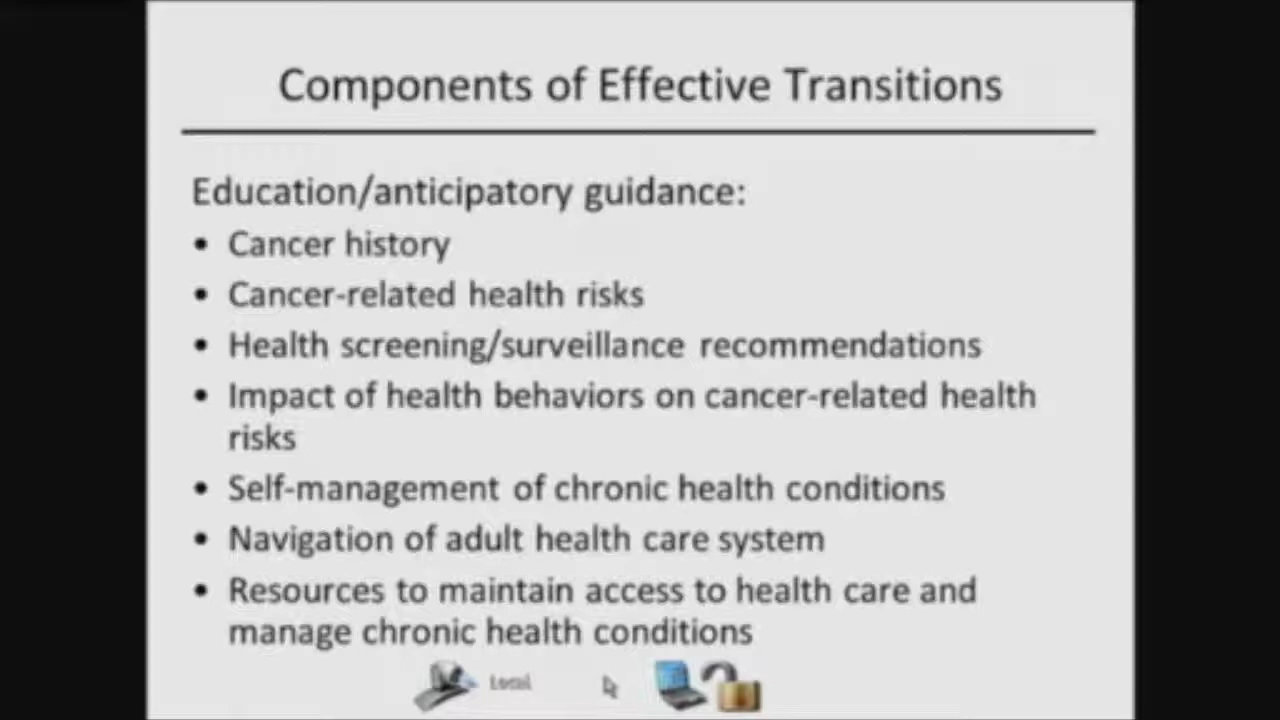 Components of Effective Transitions
Education/anticipatory guidance:
• Cancer history
• Cancer-related health risks
• Health screening/surveillance recommendations
• Impact of health behaviors on cancer-related health
risks
• Self-management of chronic health conditions
• Navigation of adult health care system
• Resources to maintain access to health care and
manage chronic health conditions
Local